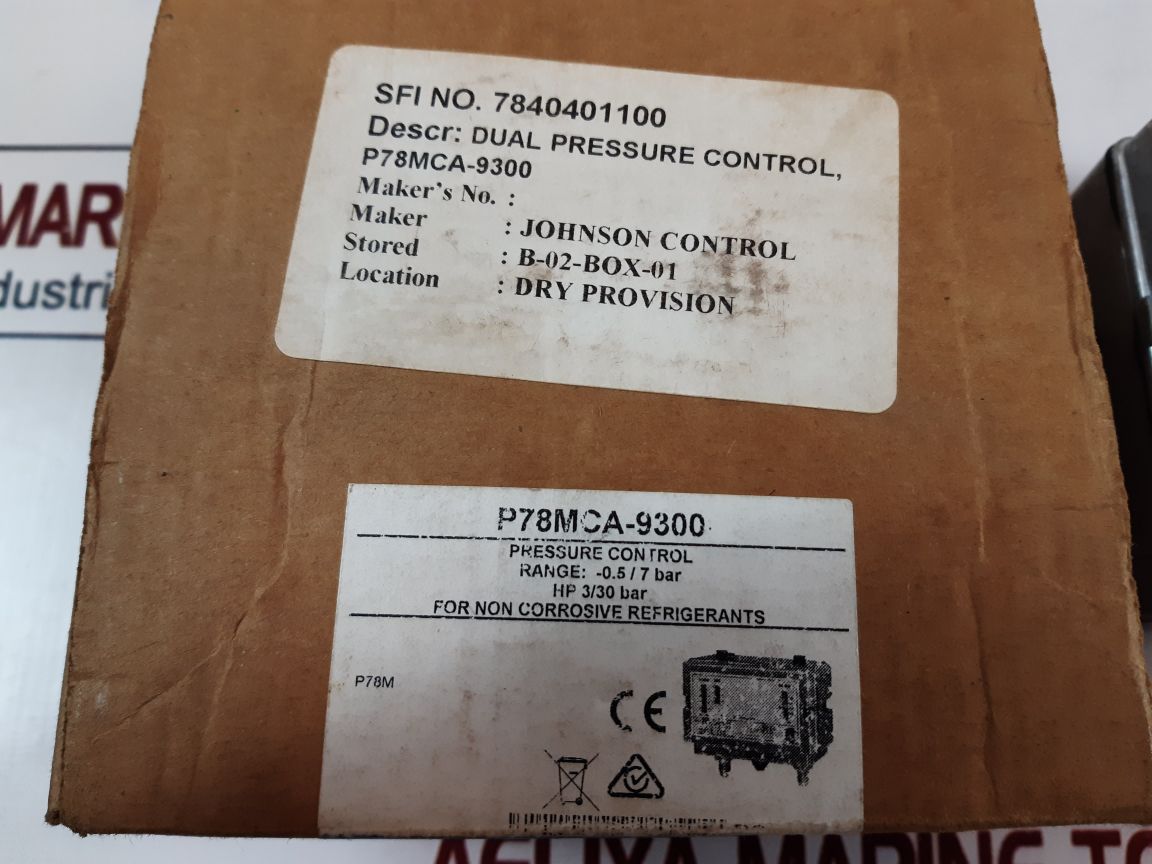 SFI NO. 7840401100
Descr: DUAL PRESSURE CONTROL,
P78MCA-9300
Maker's No. :
Maker : JOHNSON CONTROL
Stored : B-02-BOX-01
Location : DRY PROVISION
MAR
dustri
P78MCA-9300
PRESSURE CONTROL
RANGE: -0.5 / 7 bar
HP 3/30 bar
FOR NON CORROSIVE REFRIGERANTS
P78M
CE